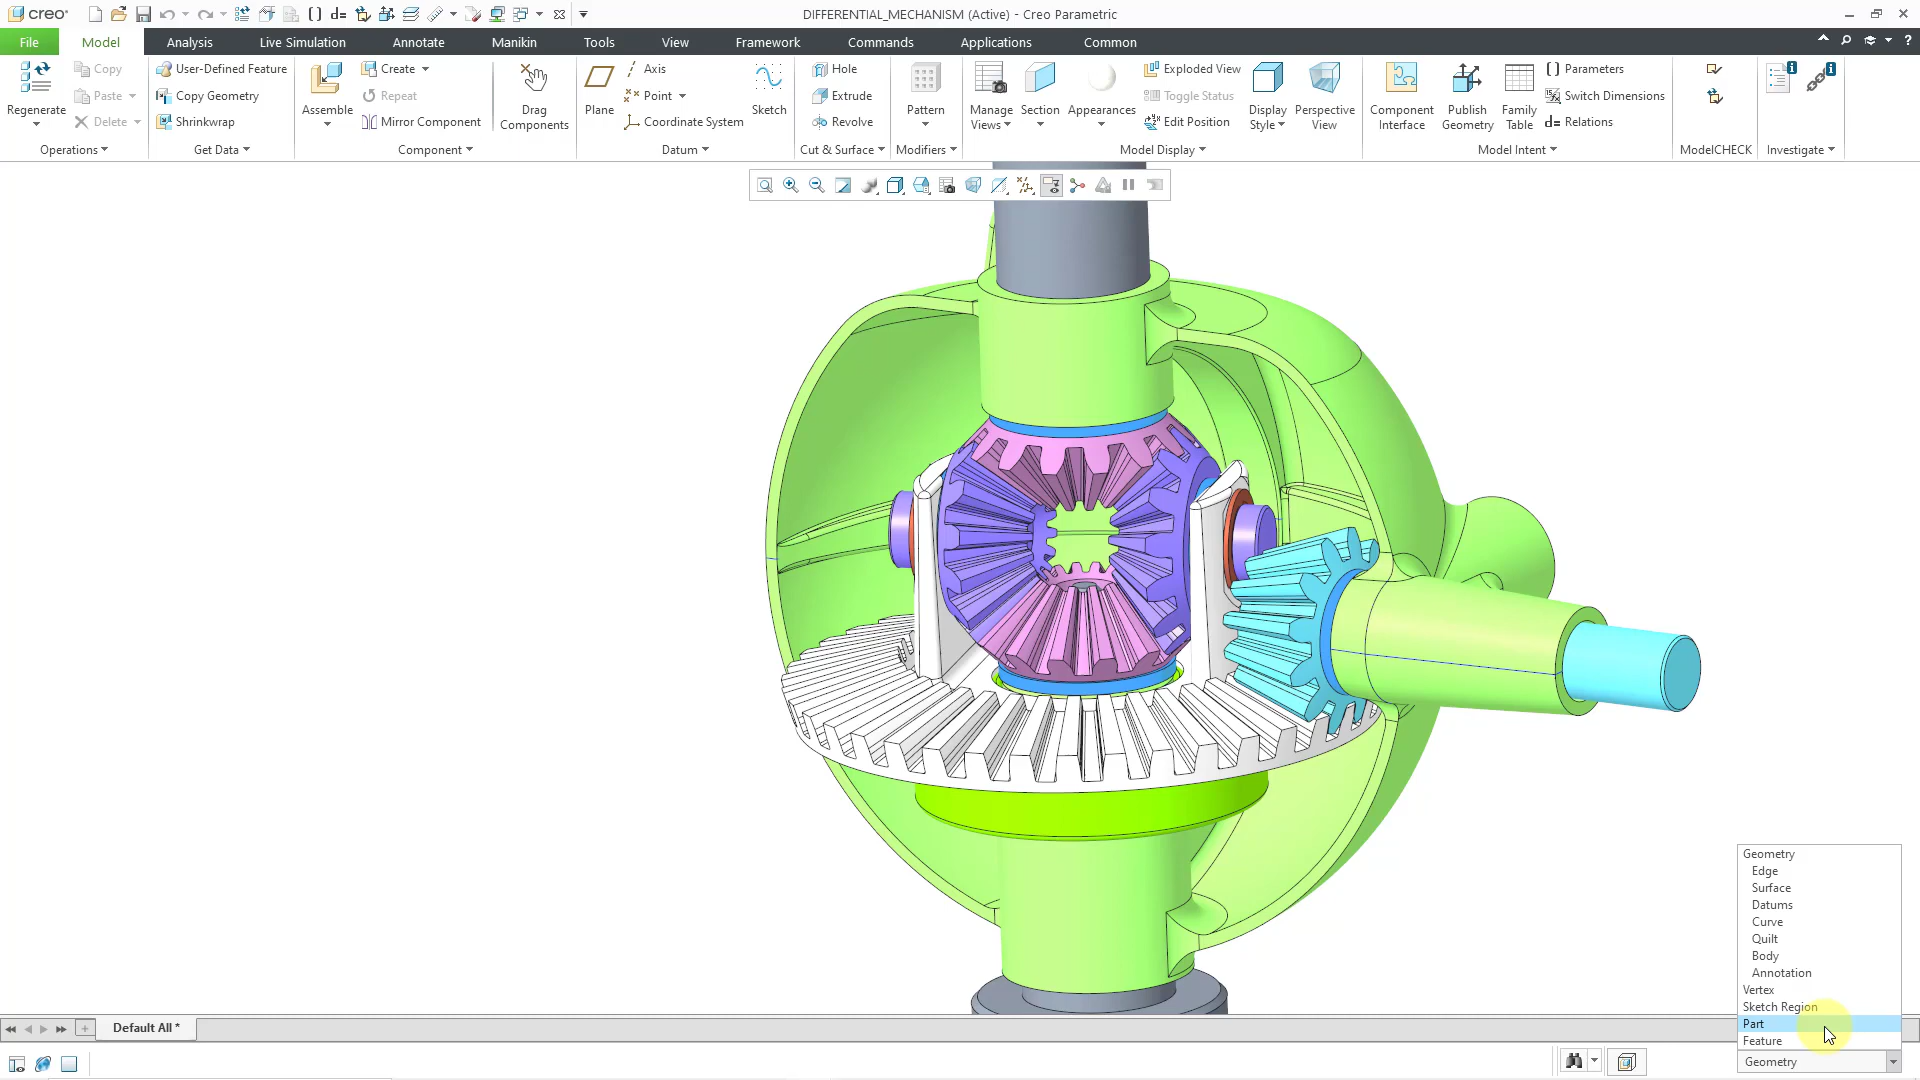 creo
DIFFERENTIAL_MECHANISM (Active) - Creo Parametric
File Model Analysis Live Simulation Annotate Manikin Tools View Framework Commands Applications Common
Regenerate
Copy
Paste
Delete
Operations
User-Defined Feature
Copy Geometry
Shrinkwrap
Get Data
Assemble
Create
Repeat
Mirror Component
Drag
Components
Component
Plane
Axis
Point
Coordinate System
Sketch
Datum
Hole
Extrude
Revolve
Cut & Surface
Pattern
Modifiers
Manage
Views
Section
Appearances
Exploded View
Toggle Status
Edit Position
Display
Style
Perspective
View
Model Display
Component
Interface
Publish
Geometry
Family
Table
Parameters
Switch Dimensions
d= Relations
Model Intent
ModelCHECK
Investigate
Geometry
Edge
Surface
Datums
Curve
Quilt
Body
Annotation
Vertex
Sketch Region
Part
Feature
Geometry
Default All *